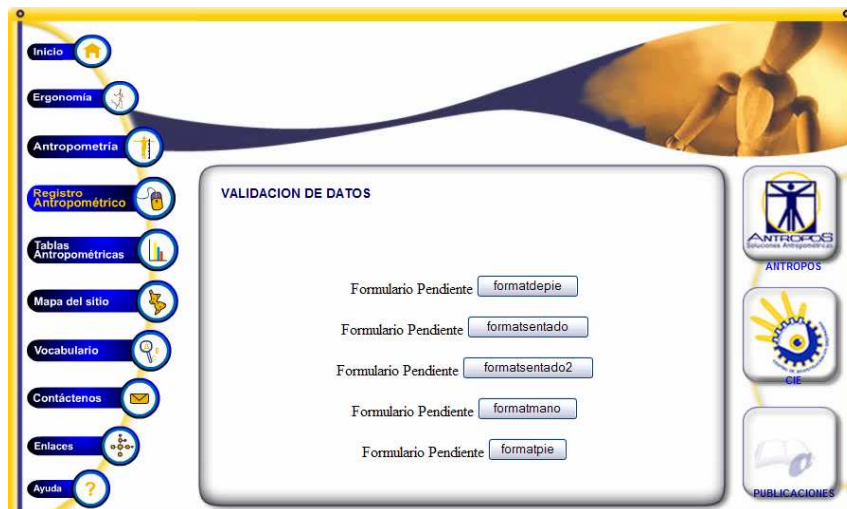 Inicio
Ergonomía
Antropometría
Registro
Antropométrico
Tablas
Antropométricas
Mapa del sitio
Vocabulario
Contáctenos
Enlaces
Ayuda
?
VALIDACION DE DATOS
Formulario Pendiente formatdepie
Formulario Pendiente formatsentado
Formulario Pendiente formatsentado2
Formulario Pendiente formatmano
Formulario Pendiente formatpie
ANTROPOS
Soluciones Antropométricas
ANTROPOS
CIE
PUBLICACIONES